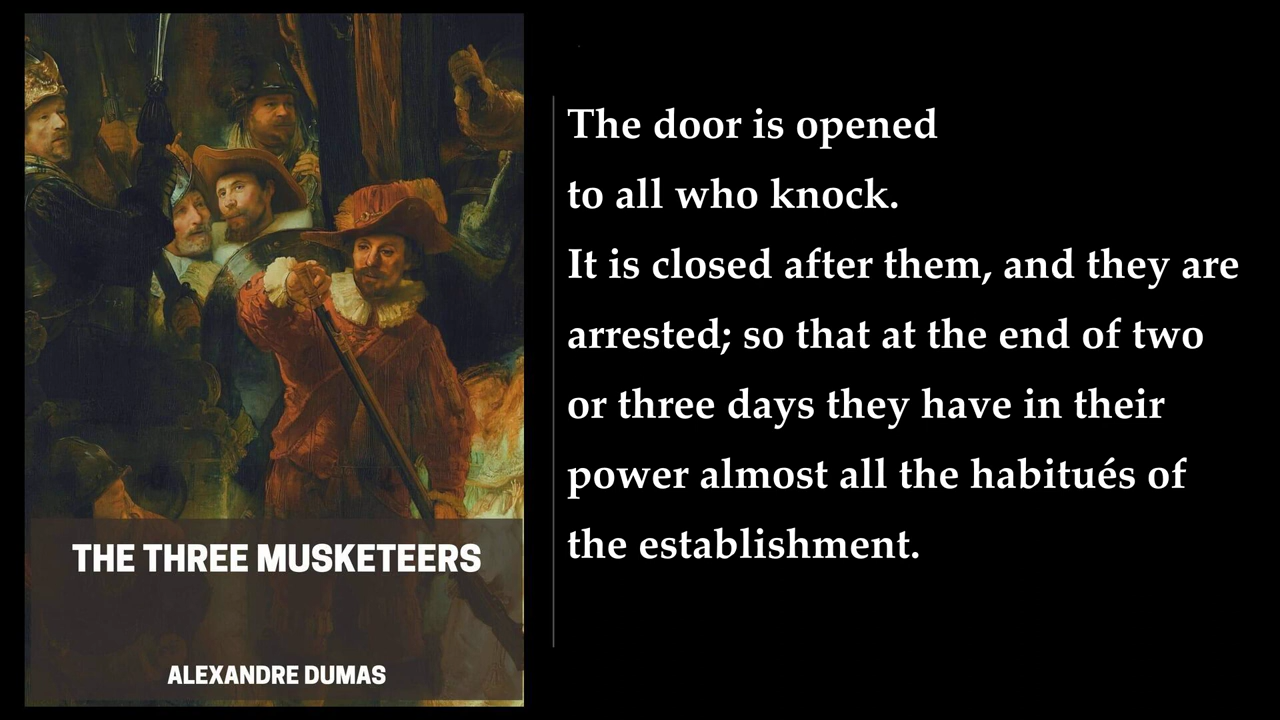 THE THREE MUSKETEERS
ALEXANDRE DUMAS
The door is opened
to all who knock.
It is closed after them, and they are
arrested; so that at the end of two
or three days they have in their
power almost all the habitués of
the establishment.